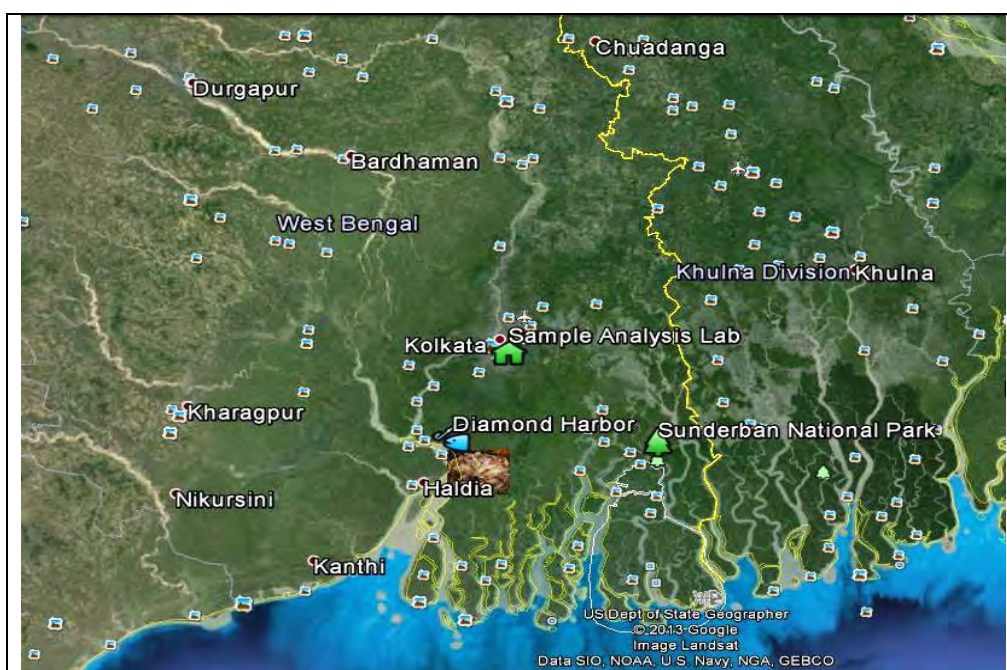 Chuadanga
Durgapur
Bardhaman
West Bengal
Khulna Division
Khulna
Sample Analysis Lab
Kolkata
Kharagpur
Diamond Harbor
Sunderban National Park
Haldia
Nikursini
Kanthi
US Dept of State Geographer
© 2013 Google
Image Landsat
Data SIO, NOAA, U.S. Navy, NGA, GEBCO